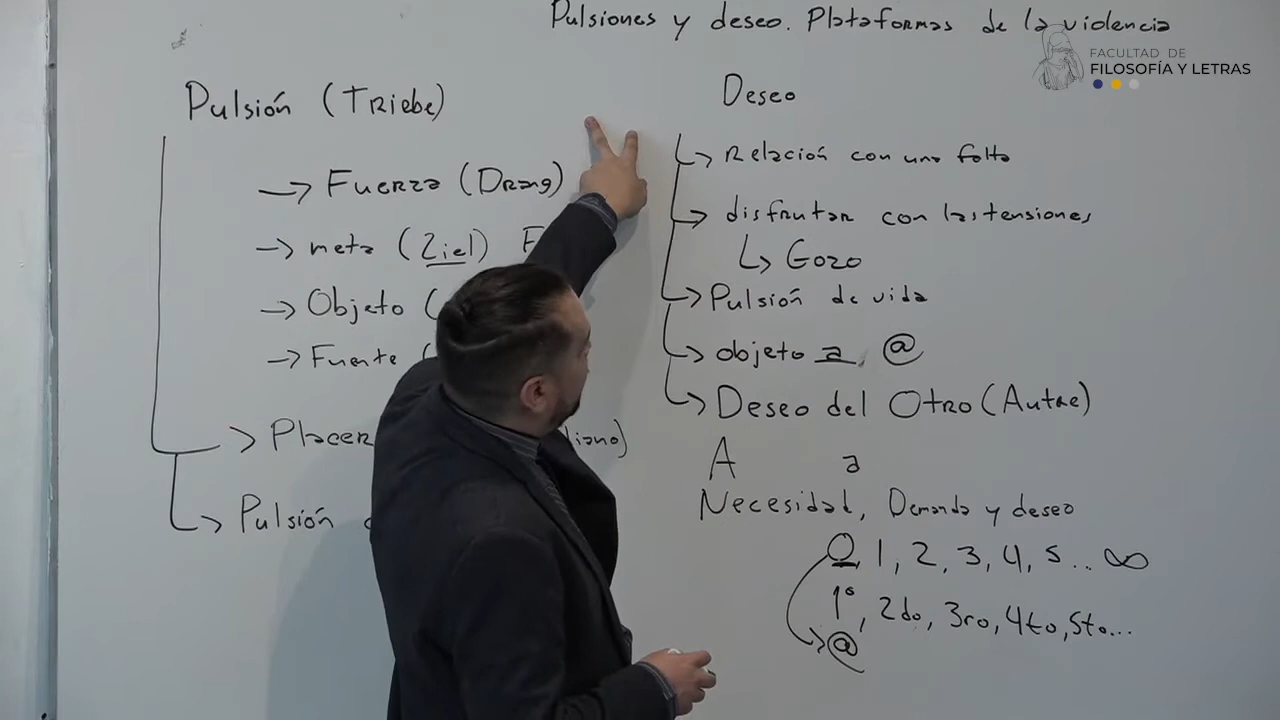 Pulsiones y deseo. Plataformas de la violencia
FACULTAD DE
FILOSOFÍA Y LETRAS
Pulsión (Triebe)
→ Fuerza (Drang)
→ meta (Ziel) F
→ Objeto (
→ Fuente (
→ Placer liano)
→ Pulsión
Deseo
→ Relación con una falta
→ disfrutar con las tensiones
↳ Gozo
→ Pulsión de vida
→ objeto a, @
→ Deseo del Otro (Autre)
A a
Necesidad, Demanda y deseo
0, 1, 2, 3, 4, 5... ∞
1°, 2do, 3ro, 4to, 5to...
→ @